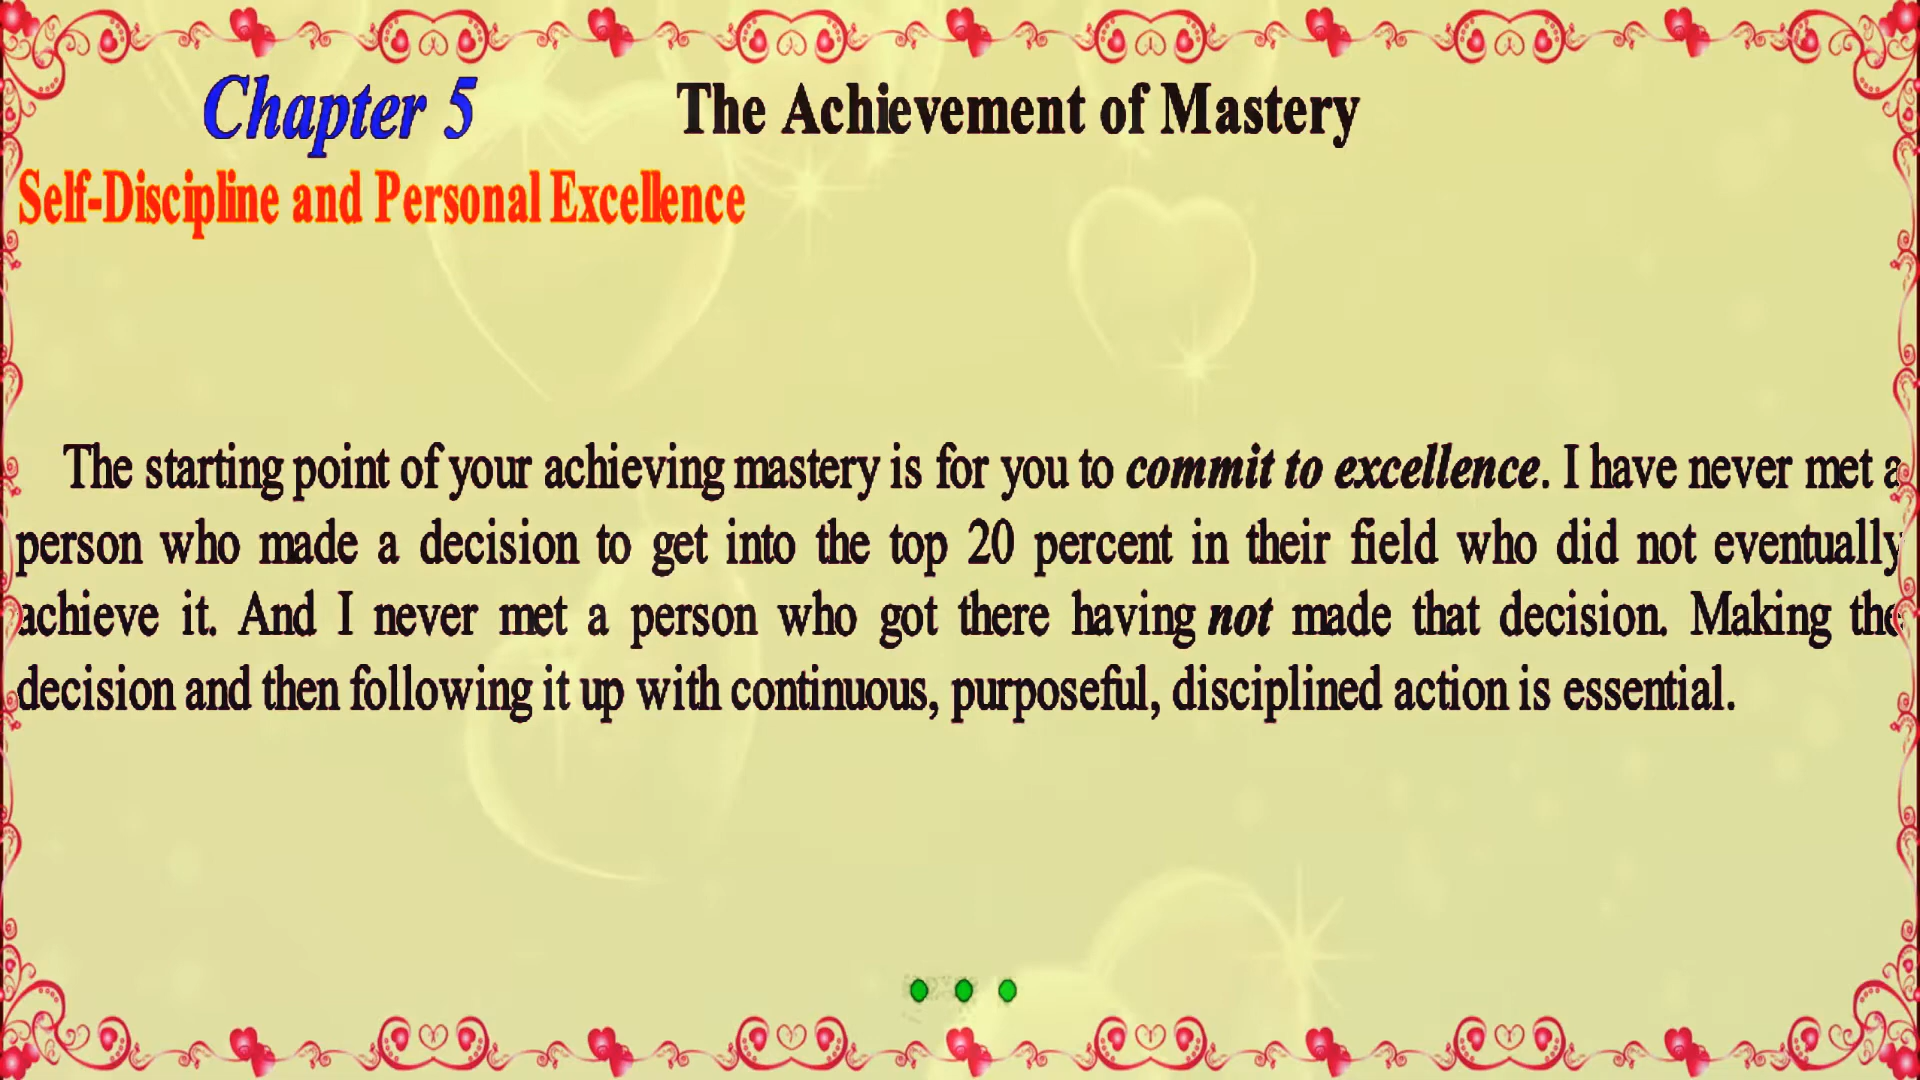 Chapter 5 The Achievement of Mastery
Self-Discipline and Personal Excellence
The starting point of your achieving mastery is for you to commit to excellence. I have never met a
person who made a decision to get into the top 20 percent in their field who did not eventually
achieve it. And I never met a person who got there having not made that decision. Making the
decision and then following it up with continuous, purposeful, disciplined action is essential.